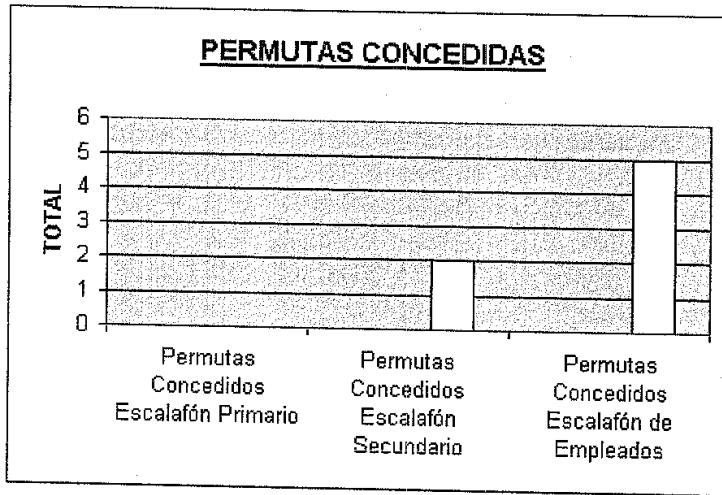 PERMUTAS CONCEDIDAS
TOTAL
6
5
4
3
2
1
0
Permutas
Concedidos
Escalafón Primario
Permutas
Concedidos
Escalafón
Secundario
Permutas
Concedidos
Escalafón de
Empleados